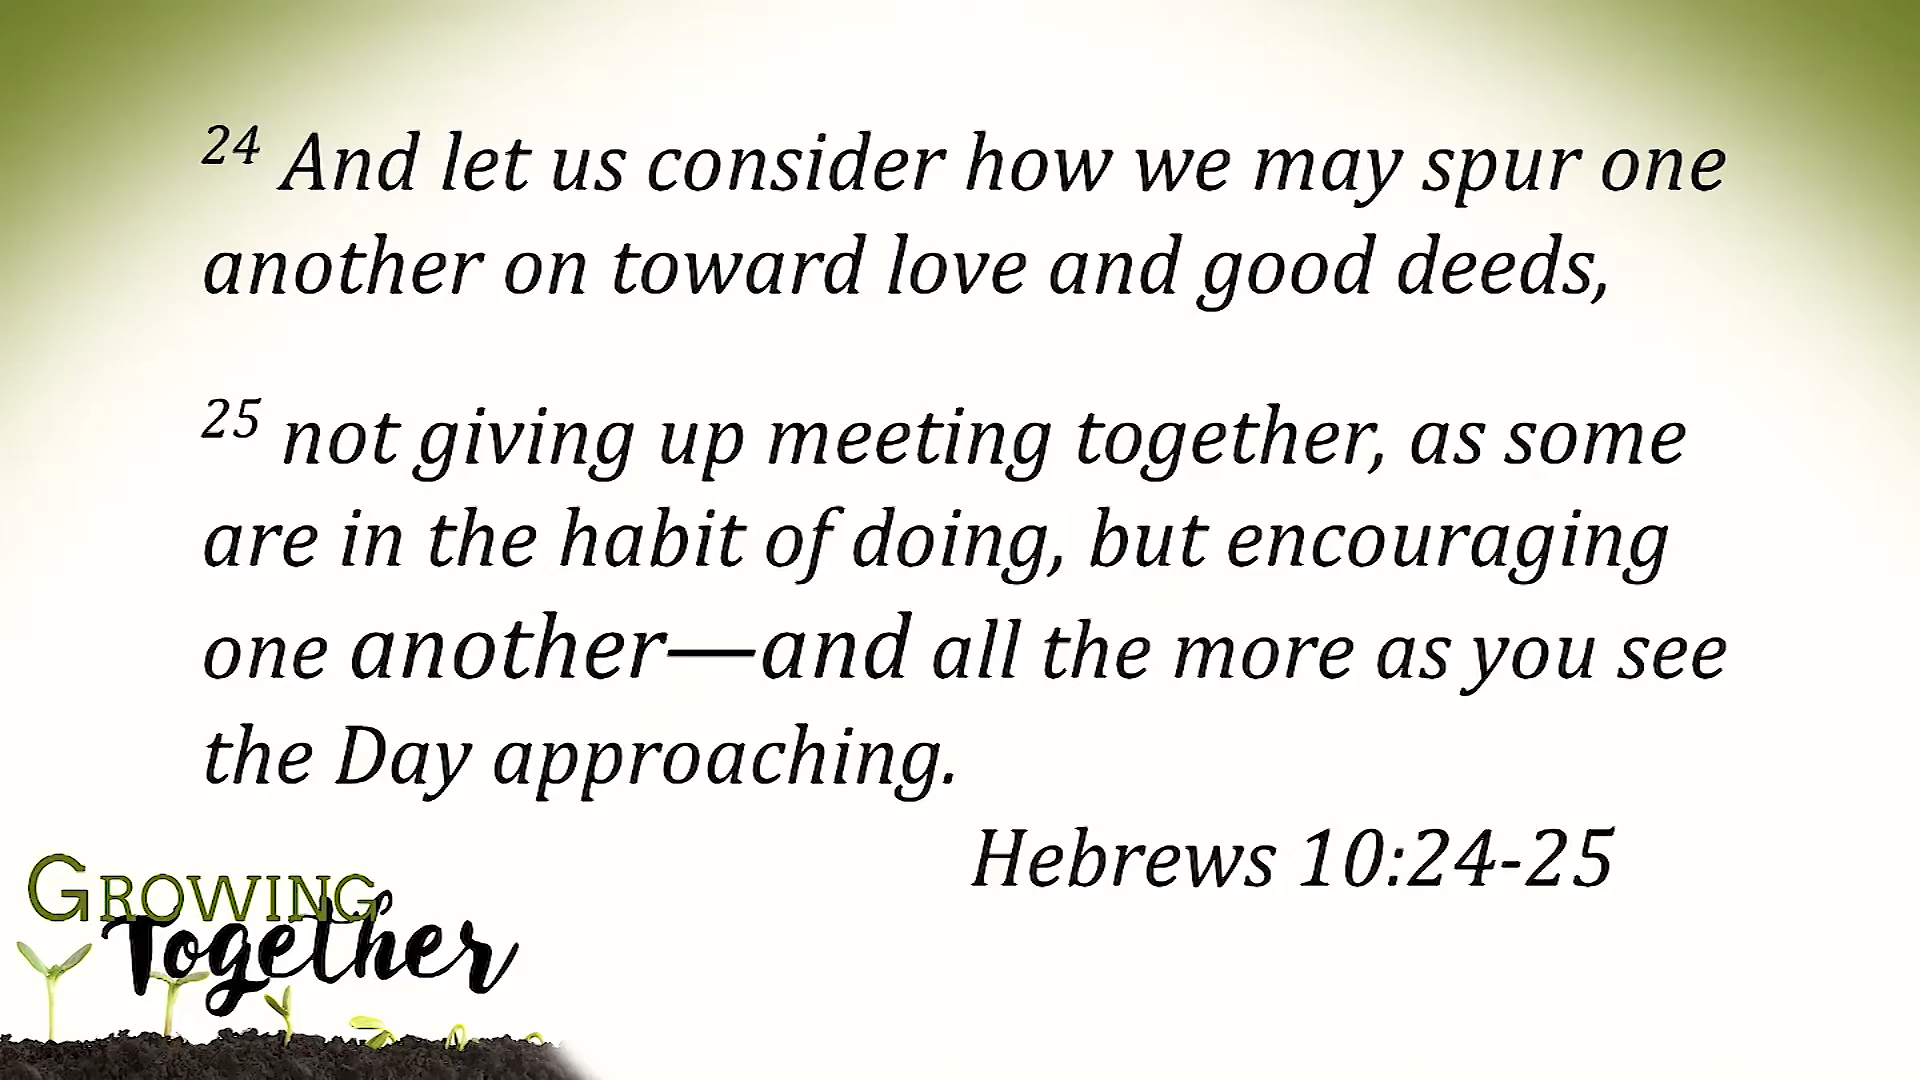 24 And let us consider how we may spur one
another on toward love and good deeds,
25 not giving up meeting together, as some
are in the habit of doing, but encouraging
one another—and all the more as you see
the Day approaching.
Hebrews 10:24-25
GROWING
Together